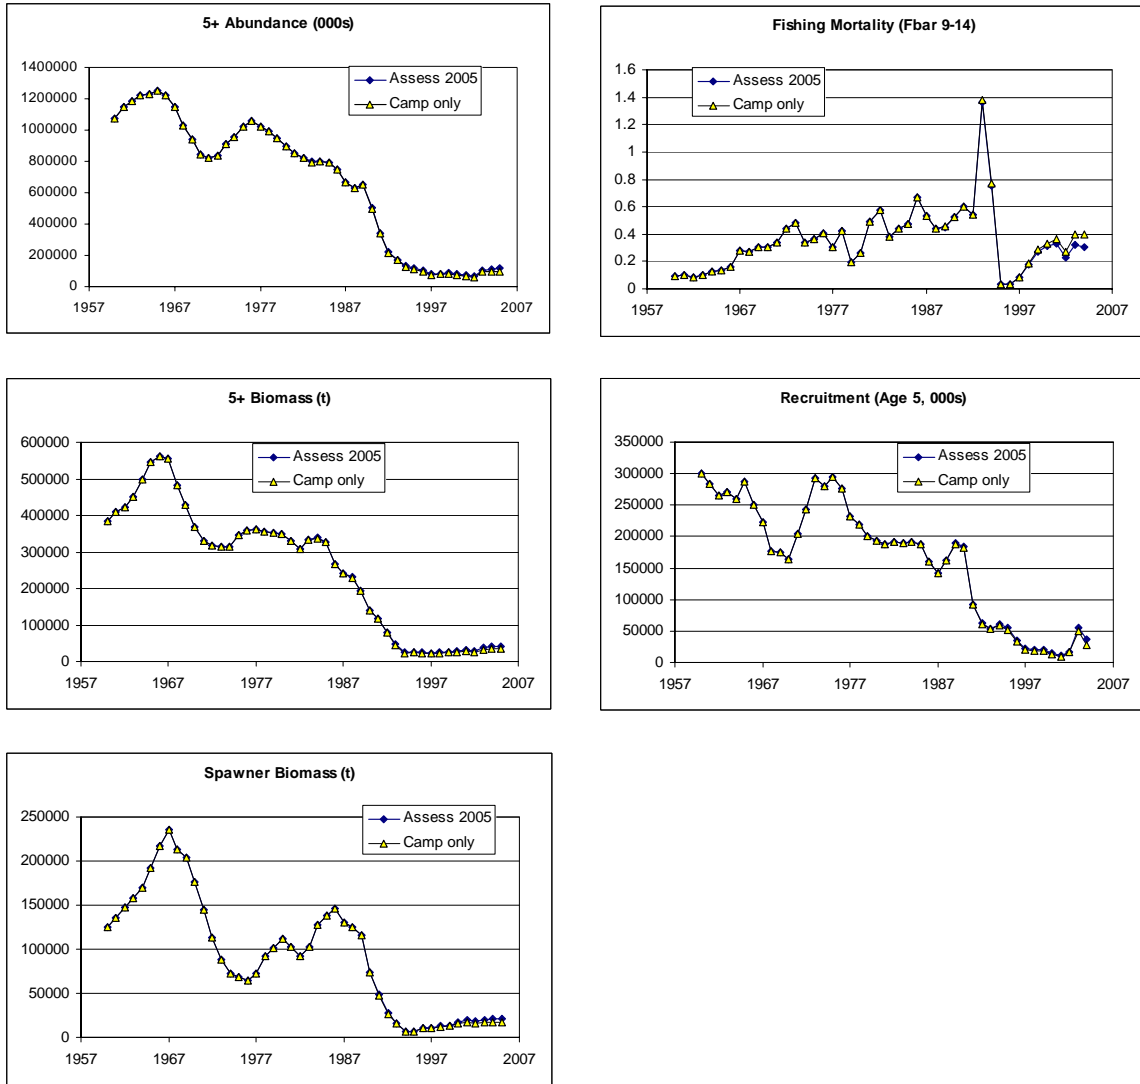 5+ Abundance (000s)
1400000
1200000
1000000
800000
600000
400000
200000
0
1957 1967 1977 1987 1997 2007
Assess 2005
Camp only
Fishing Mortality (Fbar 9-14)
1.6
1.4
1.2
1
0.8
0.6
0.4
0.2
0
1957 1967 1977 1987 1997 2007
Assess 2005
Camp only
5+ Biomass (t)
600000
500000
400000
300000
200000
100000
0
1957 1967 1977 1987 1997 2007
Assess 2005
Camp only
Recruitment (Age 5, 000s)
350000
300000
250000
200000
150000
100000
50000
0
1957 1967 1977 1987 1997 2007
Assess 2005
Camp only
Spawner Biomass (t)
250000
200000
150000
100000
50000
0
1957 1967 1977 1987 1997 2007
Assess 2005
Camp only